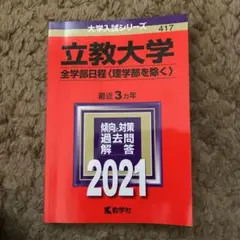 大学入試シリーズ
417
立教大学
全学部日程〈理学部を除く〉
最近3カ年
傾向と対策
過去問
解答
2021
教学社